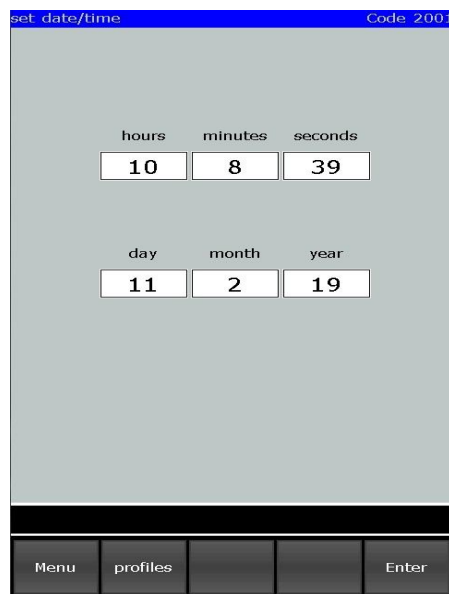 set date/time Code 2001
hours minutes seconds
10 8 39
day month year
11 2 19
Menu profiles Enter